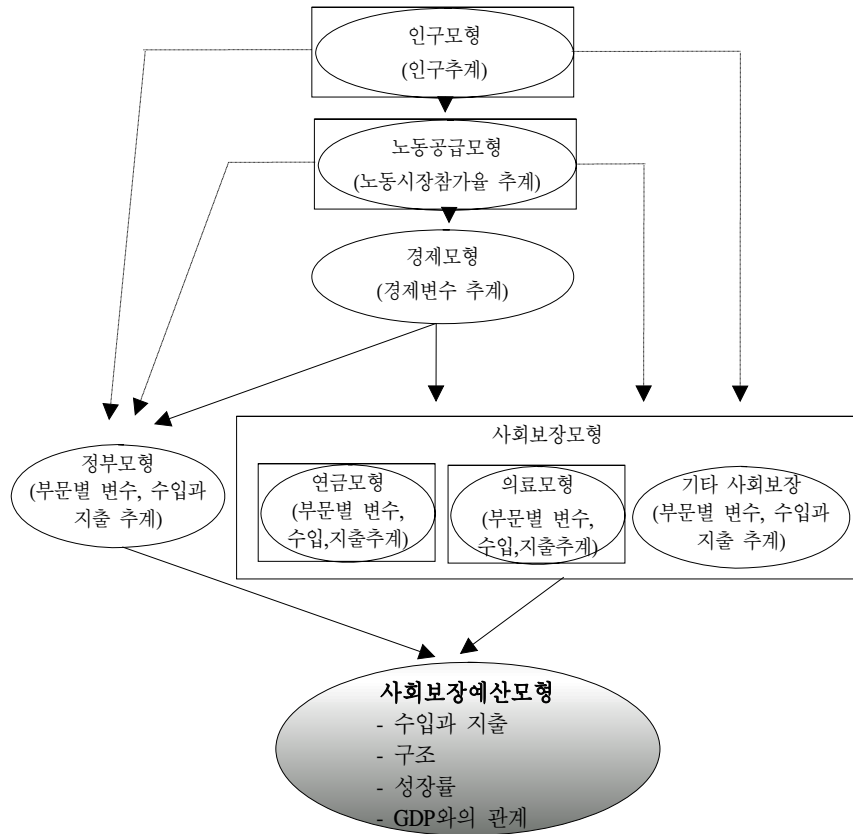 인구모형
(인구추계)
노동공급모형
(노동시장참가율 추계)
경제모형
(경제변수 추계)
사회보장모형
정부모형
(부문별 변수, 수입과
지출 추계)
연금모형
(부문별 변수,
수입,지출추계)
의료모형
(부문별 변수,
수입,지출추계)
기타 사회보장
(부문별 변수, 수입과
지출 추계)
사회보장예산모형
- 수입과 지출
- 구조
- 성장률
- GDP와의 관계